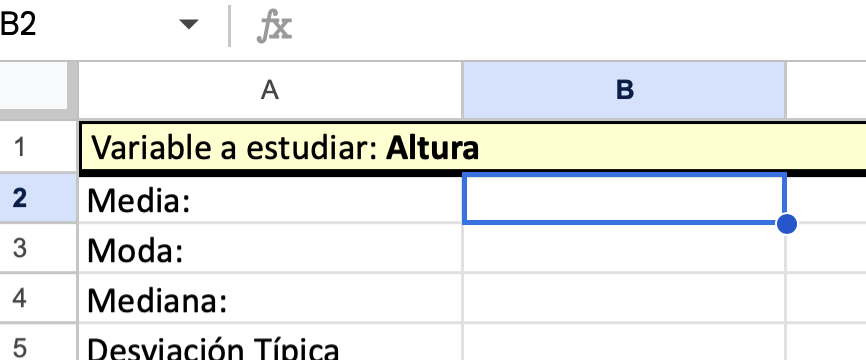 B2 fx
A B
1 Variable a estudiar: Altura
2 Media:
3 Moda:
4 Mediana:
5 Desviación Típica